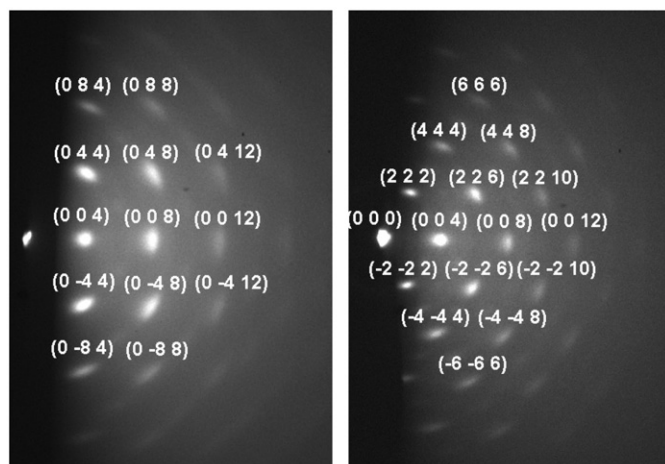 (0 8 4) (0 8 8)
(0 4 4) (0 4 8) (0 4 12)
(0 0 4) (0 0 8) (0 0 12)
(0 -4 4) (0 -4 8) (0 -4 12)
(0 -8 4) (0 -8 8)
(6 6 6)
(4 4 4) (4 4 8)
(2 2 2) (2 2 6) (2 2 10)
(0 0 0) (0 0 4) (0 0 8) (0 0 12)
(-2 -2 2) (-2 -2 6) (-2 -2 10)
(-4 -4 4) (-4 -4 8)
(-6 -6 6)